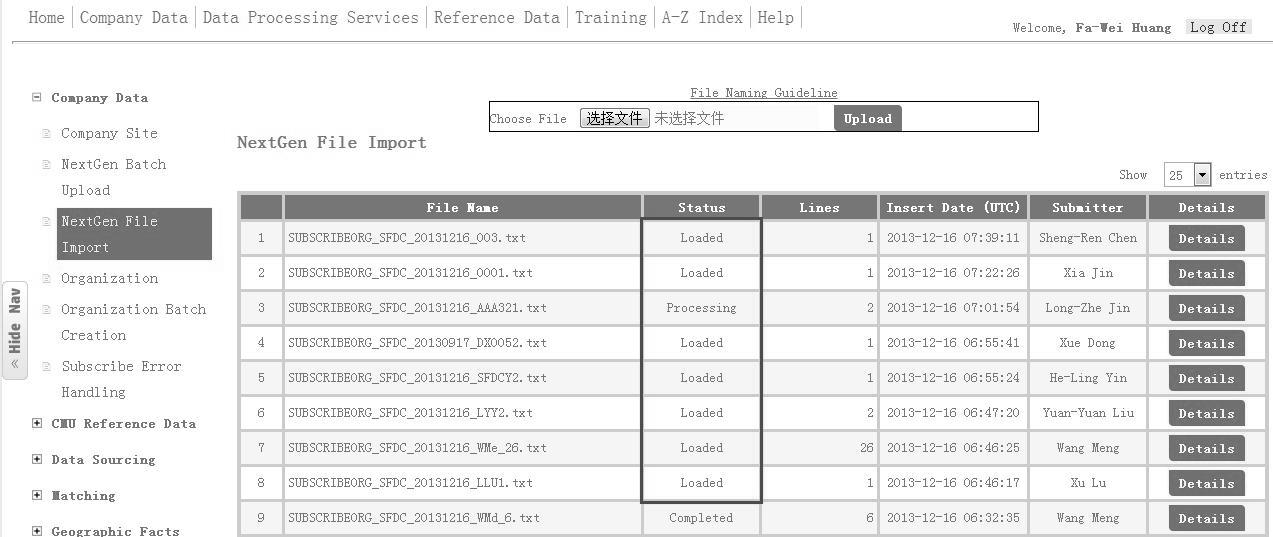 Home Company Data Data Processing Services Reference Data Training A-Z Index Help
Welcome, Fa-Wei Huang Log Off
Company Data
Company Site
NextGen Batch
Upload
NextGen File
Import
Organization
Organization Batch
Creation
Subscribe Error
Handling
CMU Reference Data
Data Sourcing
Matching
Geographic Facts
« Hide Nav
File Naming Guideline
Choose File 选择文件 未选择文件 Upload
NextGen File Import
Show 25 entries
File Name Status Lines Insert Date (UTC) Submitter Details
1 SUBSCRIBEORG_SFDC_20131216_003.txt Loaded 1 2013-12-16 07:39:11 Sheng-Ren Chen Details
2 SUBSCRIBEORG_SFDC_20131216_0001.txt Loaded 1 2013-12-16 07:22:26 Xia Jin Details
3 SUBSCRIBEORG_SFDC_20131216_AAA321.txt Processing 2 2013-12-16 07:01:54 Long-Zhe Jin Details
4 SUBSCRIBEORG_SFDC_20130917_DX0052.txt Loaded 1 2013-12-16 06:55:41 Xue Dong Details
5 SUBSCRIBEORG_SFDC_20131216_SFDCY2.txt Loaded 1 2013-12-16 06:55:24 He-Ling Yin Details
6 SUBSCRIBEORG_SFDC_20131216_LYY2.txt Loaded 2 2013-12-16 06:47:20 Yuan-Yuan Liu Details
7 SUBSCRIBEORG_SFDC_20131216_WMe_26.txt Loaded 26 2013-12-16 06:46:25 Wang Meng Details
8 SUBSCRIBEORG_SFDC_20131216_LLU1.txt Loaded 1 2013-12-16 06:46:17 Xu Lu Details
9 SUBSCRIBEORG_SFDC_20131216_WMd_6.txt Completed 6 2013-12-16 06:32:35 Wang Meng Details